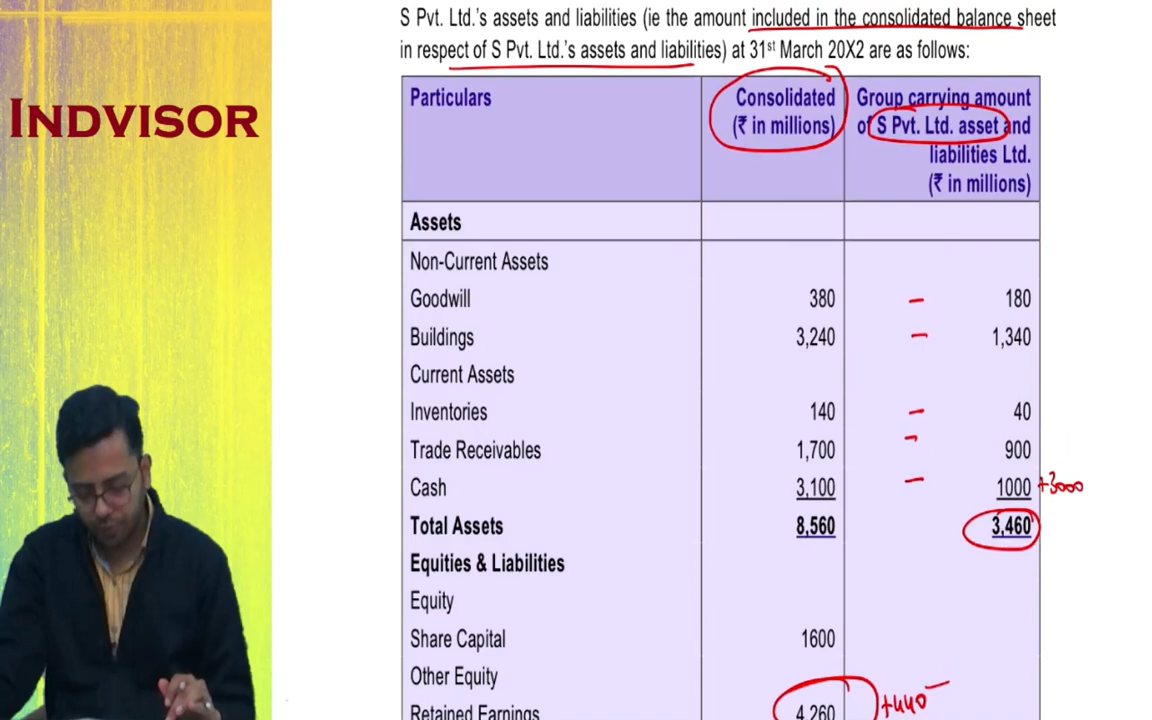 S Pvt. Ltd.'s assets and liabilities (ie the amount included in the consolidated balance sheet
in respect of S Pvt. Ltd.'s assets and liabilities) at 31st March 20X2 are as follows:
INDVISOR
Particulars Consolidated (₹ in millions) Group carrying amount of S Pvt. Ltd. asset and liabilities Ltd. (₹ in millions)
Assets
Non-Current Assets
Goodwill 380 – 180
Buildings 3,240 – 1,340
Current Assets
Inventories 140 – 40
Trade Receivables 1,700 – 900
Cash 3,100 – 1000 +3000
Total Assets 8,560 3,460
Equities & Liabilities
Equity
Share Capital 1600
Other Equity
Retained Earnings 4,260 +440